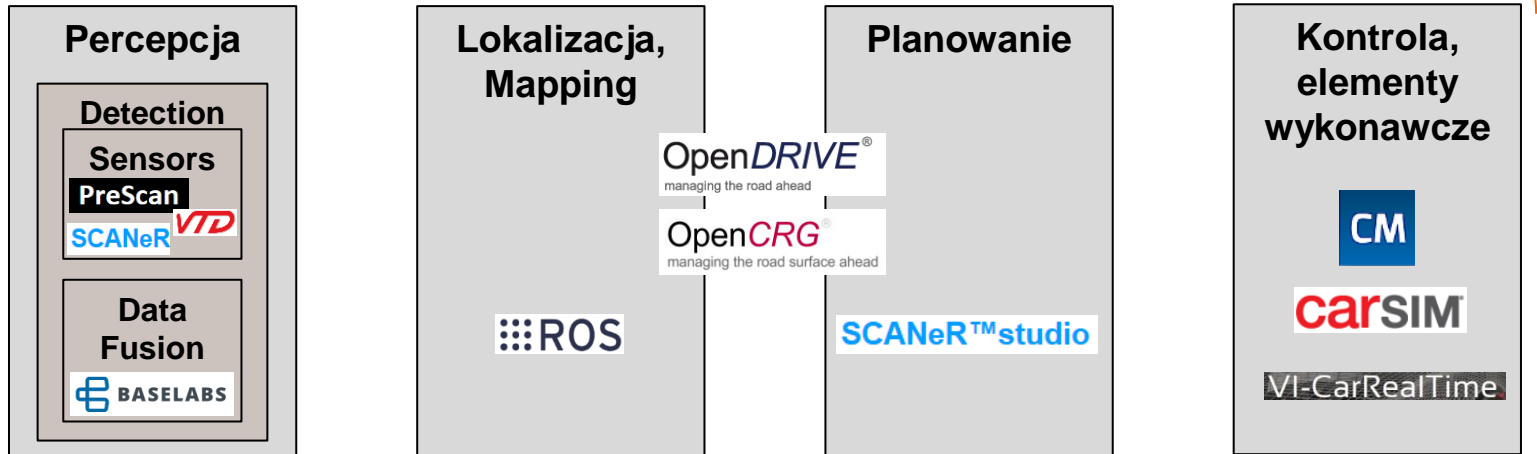 Percepcja
Detection
Sensors
PreScan
VTD
SCANeR
Data
Fusion
BASELABS
Lokalizacja,
Mapping
OpenDRIVE®
managing the road ahead
OpenCRG®
managing the road surface ahead
ROS
Planowanie
SCANeR™studio
Kontrola,
elementy
wykonawcze
CM
carSIM
VI-CarRealTime